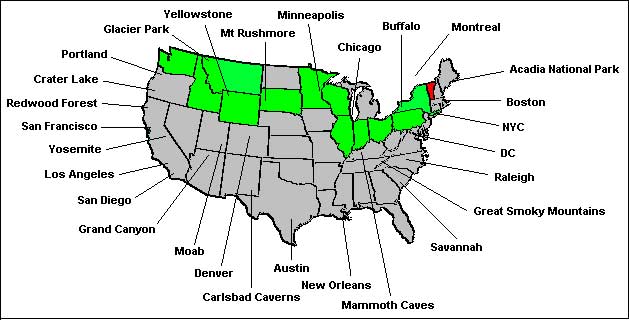 Yellowstone
Minneapolis
Glacier Park
Mt Rushmore
Buffalo
Montreal
Portland
Chicago
Crater Lake
Acadia National Park
Redwood Forest
Boston
San Francisco
NYC
Yosemite
DC
Los Angeles
Raleigh
San Diego
Great Smoky Mountains
Grand Canyon
Savannah
Moab
Denver
Austin
New Orleans
Carlsbad Caverns
Mammoth Caves